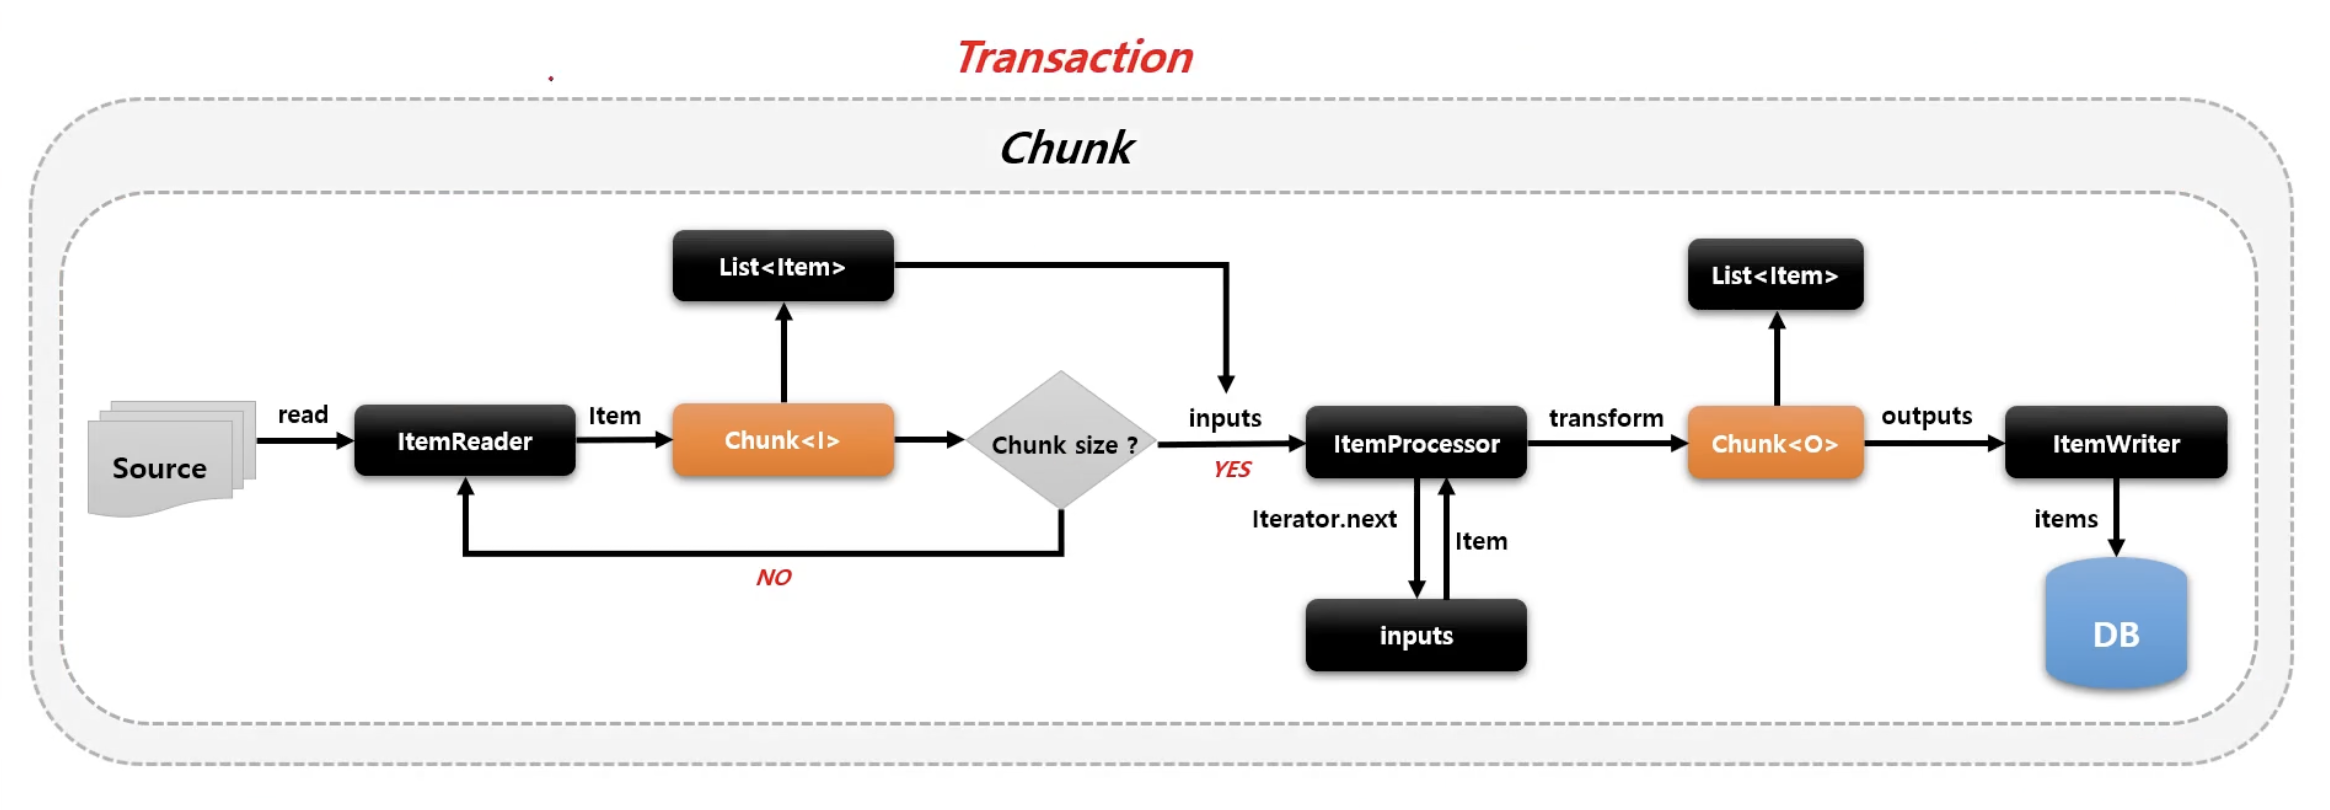 Transaction
Chunk
List<Item>
List<Item>
Source
read
ItemReader
Item
Chunk<I>
Chunk size ?
inputs
YES
ItemProcessor
transform
Chunk<O>
outputs
ItemWriter
NO
Iterator.next
Item
inputs
items
DB